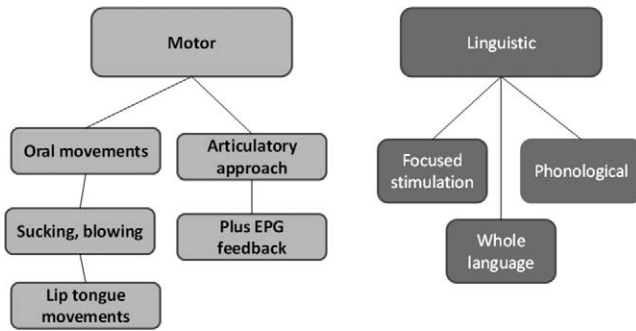 Motor
Linguistic
Oral movements
Articulatory
approach
Focused
stimulation
Phonological
Sucking, blowing
Plus EPG
feedback
Whole
language
Lip tongue
movements